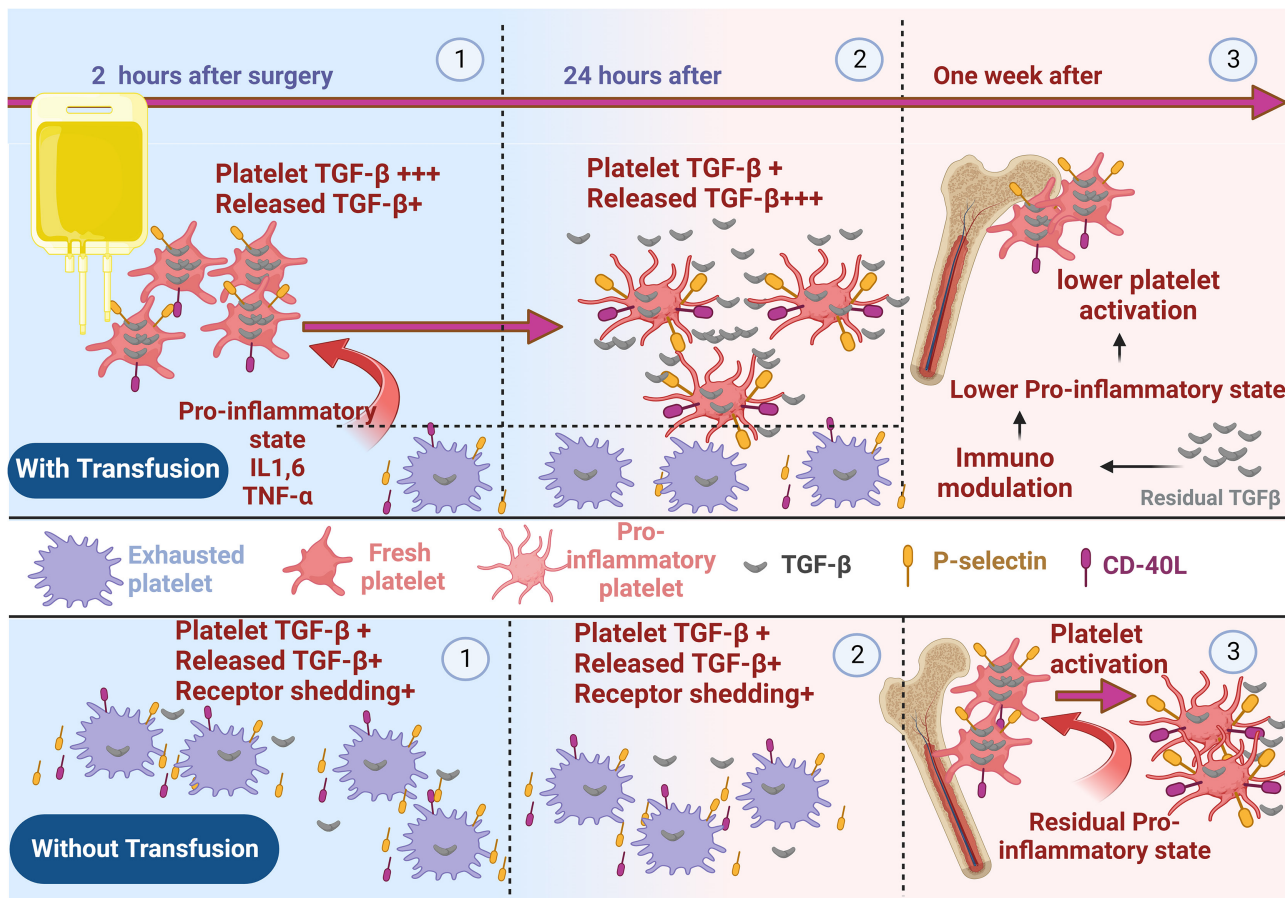 2 hours after surgery
1
24 hours after
2
One week after
3
Platelet TGF-β +++
Released TGF-β+
Platelet TGF-β +
Released TGF-β+++
lower platelet
activation
Lower Pro-inflammatory state
Immuno
modulation
Residual TGFβ
Pro-inflammatory
state
IL1,6
TNF-α
With Transfusion
Exhausted
platelet
Fresh
platelet
Pro-
inflammatory
platelet
TGF-β
P-selectin
CD-40L
Platelet TGF-β +
Released TGF-β+
Receptor shedding+
1
Platelet TGF-β +
Released TGF-β+
Receptor shedding+
2
Platelet
activation
3
Residual Pro-
inflammatory state
Without Transfusion